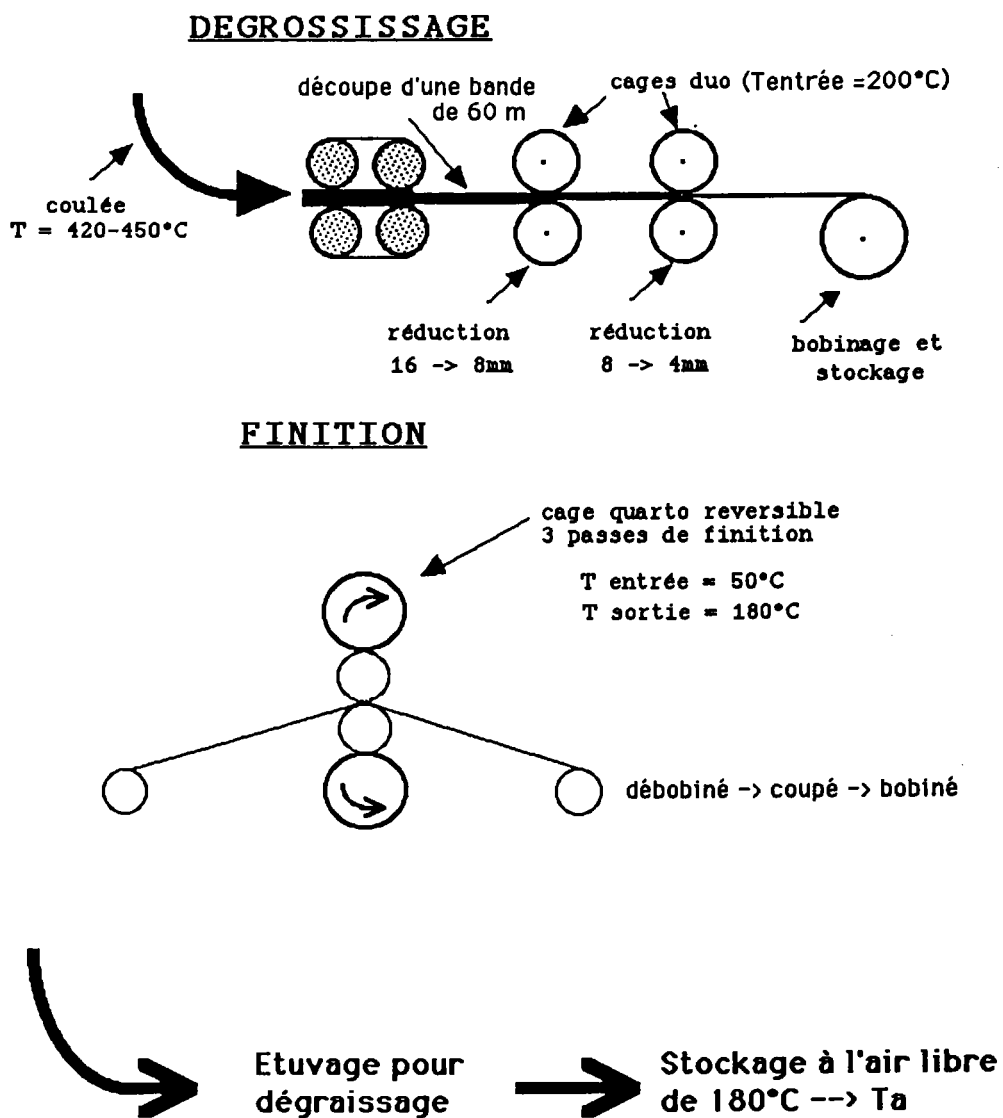 DEGROSSISSAGE
découpe d'une bande
de 60 m
cages duo (Tentrée =200°C)
coulée
T = 420-450°C
réduction
16 -> 8mm
réduction
8 -> 4mm
bobinage et
stockage
FINITION
cage quarto reversible
3 passes de finition
T entrée = 50°C
T sortie = 180°C
débobiné -> coupé -> bobiné
Etuvage pour
dégraissage
Stockage à l'air libre
de 180°C --> Ta